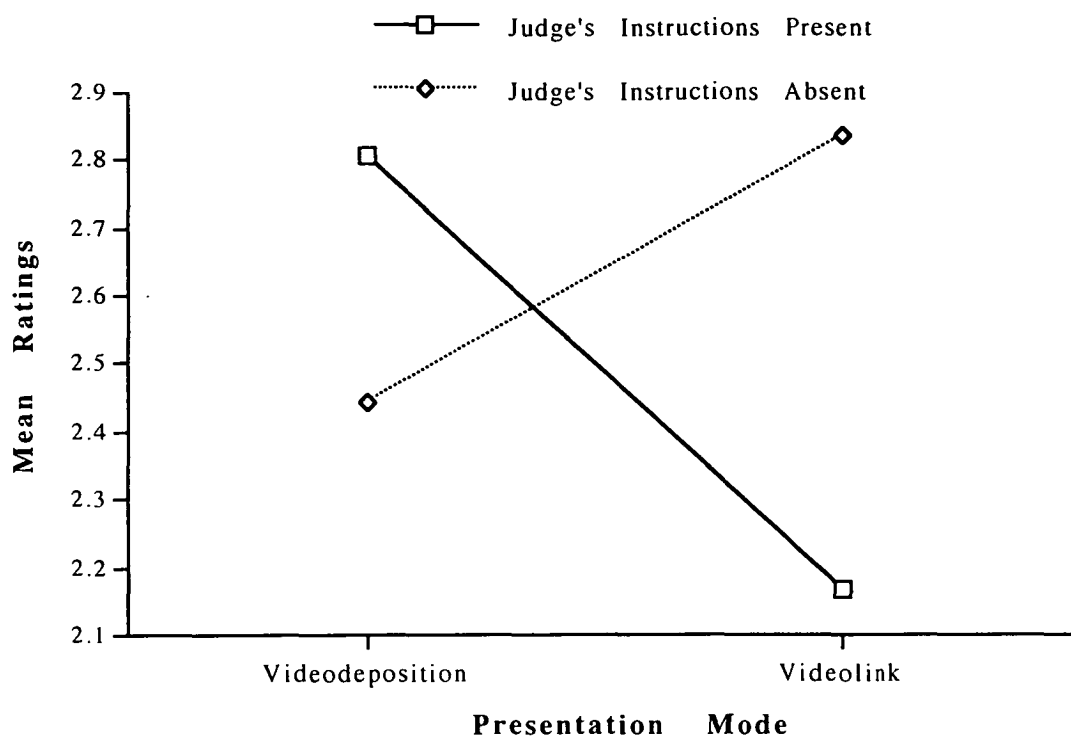 Judge's Instructions Present
Judge's Instructions Absent
2.9
2.8
2.7
2.6
2.5
2.4
2.3
2.2
2.1
Mean Ratings
Videodeposition Videolink
Presentation Mode